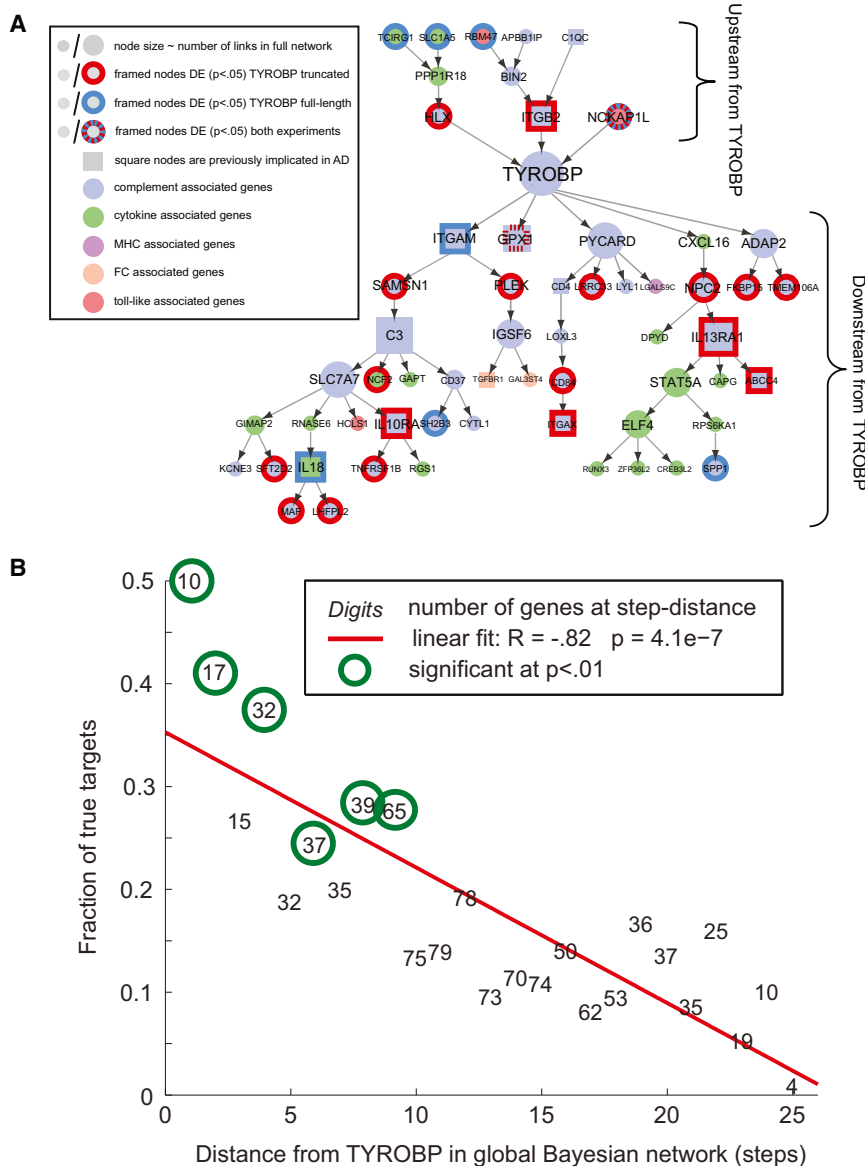 A
node size ~ number of links in full network
framed nodes DE (p<.05) TYROBP truncated
framed nodes DE (p<.05) TYROBP full-length
framed nodes DE (p<.05) both experiments
square nodes are previously implicated in AD
complement associated genes
cytokine associated genes
MHC associated genes
FC associated genes
toll-like associated genes
TCIRG1 SLC1A5 RBM47 APBB1IP C1QC
PPP1R18 BIN2
HLX ITGB2 NCKAP1L
TYROBP
Upstream from TYROBP
ITGAM GPX1 PYCARD CXCL16 ADAP2
SAMSN1 PLEK CD4 LRRC33 LYL1 LGALS9C NPC2 FKBP15 TMEM106A
C3 IGSF6 LOXL3 DPYD IL13RA1
SLC7A7 NCF2 GAPT CD37 TGFBR1 GAL3ST4 CD84 STAT5A CAPG ABCC4
GIMAP2 RNASE6 HCLS1 IL10RA SH2B3 CYTL1 ITGAX ELF4 RPS6KA1
KCNE3 SFT2D2 IL18 TNFRSF1B RGS1 RUNX3 ZFP36L2 CREB3L2 SPP1
MAF LHFPL2
Downstream from TYROBP
B
Digits number of genes at step-distance
linear fit: R = -.82 p = 4.1e-7
significant at p<.01
Fraction of true targets
0.5
0.4
0.3
0.2
0.1
0
10
17
32
15
39 65
37
32 35
78
75 79
73 70 74
50
62 53
36
37
25
35
10
19
4
0 5 10 15 20 25
Distance from TYROBP in global Bayesian network (steps)